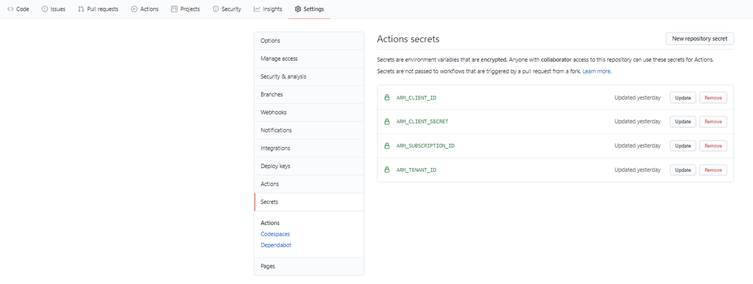 Code Issues Pull requests Actions Projects Security Insights Settings
Options
Manage access
Security & analysis
Branches
Webhooks
Notifications
Integrations
Deploy keys
Actions
Secrets
Actions
Codespaces
Dependabot
Pages
Actions secrets New repository secret
Secrets are environment variables that are encrypted. Anyone with collaborator access to this repository can use these secrets for Actions.
Secrets are not passed to workflows that are triggered by a pull request from a fork. Learn more.
ARM_CLIENT_ID Updated yesterday Update Remove
ARM_CLIENT_SECRET Updated yesterday Update Remove
ARM_SUBSCRIPTION_ID Updated yesterday Update Remove
ARM_TENANT_ID Updated yesterday Update Remove